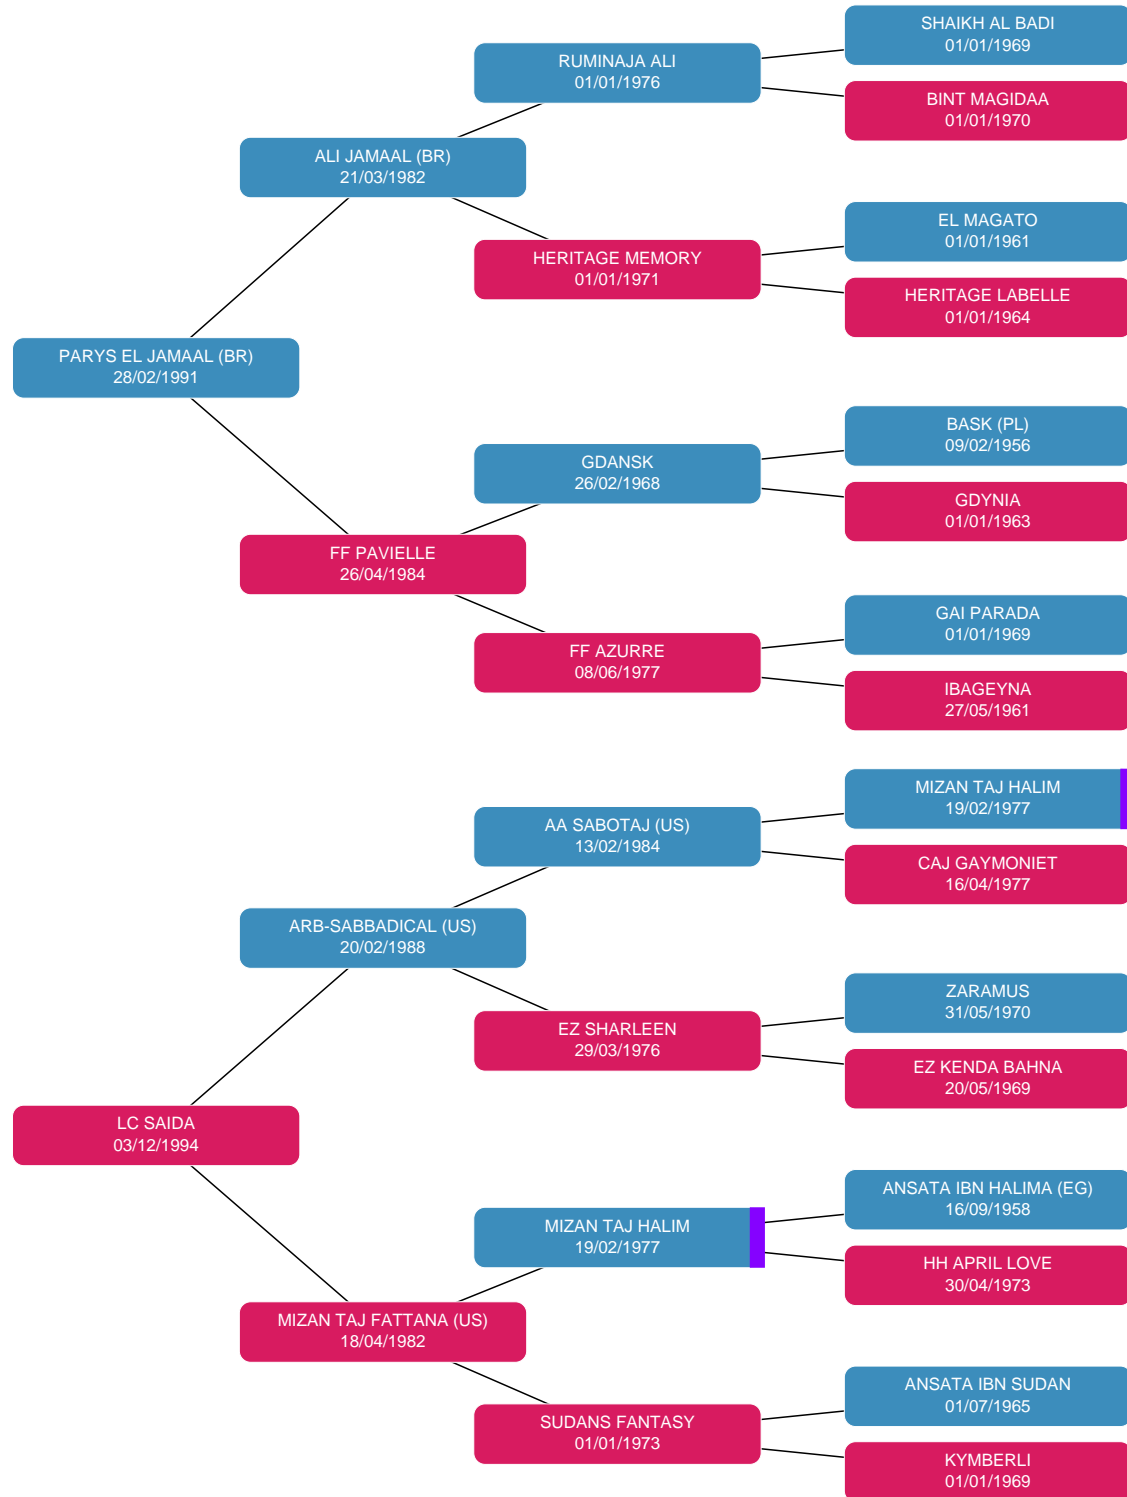 SHAIKH AL BADI
01/01/1969
RUMINAJA ALI
01/01/1976
BINT MAGIDAA
01/01/1970
ALI JAMAAL (BR)
21/03/1982
EL MAGATO
01/01/1961
HERITAGE MEMORY
01/01/1971
HERITAGE LABELLE
01/01/1964
PARYS EL JAMAAL (BR)
28/02/1991
BASK (PL)
09/02/1956
GDANSK
26/02/1968
GDYNIA
01/01/1963
FF PAVIELLE
26/04/1984
GAI PARADA
01/01/1969
FF AZURRE
08/06/1977
IBAGEYNA
27/05/1961
MIZAN TAJ HALIM
19/02/1977
AA SABOTAJ (US)
13/02/1984
CAJ GAYMONIET
16/04/1977
ARB-SABBADICAL (US)
20/02/1988
ZARAMUS
31/05/1970
EZ SHARLEEN
29/03/1976
EZ KENDA BAHNA
20/05/1969
LC SAIDA
03/12/1994
ANSATA IBN HALIMA (EG)
16/09/1958
MIZAN TAJ HALIM
19/02/1977
HH APRIL LOVE
30/04/1973
MIZAN TAJ FATTANA (US)
18/04/1982
ANSATA IBN SUDAN
01/07/1965
SUDANS FANTASY
01/01/1973
KYMBERLI
01/01/1969